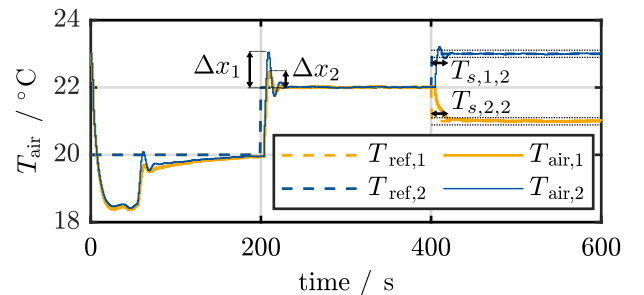 T_air / °C
24
22
20
18
Δx_1
Δx_2
T_s,1,2
T_s,2,2
T_ref,1
T_air,1
T_ref,2
T_air,2
0
200
400
600
time / s